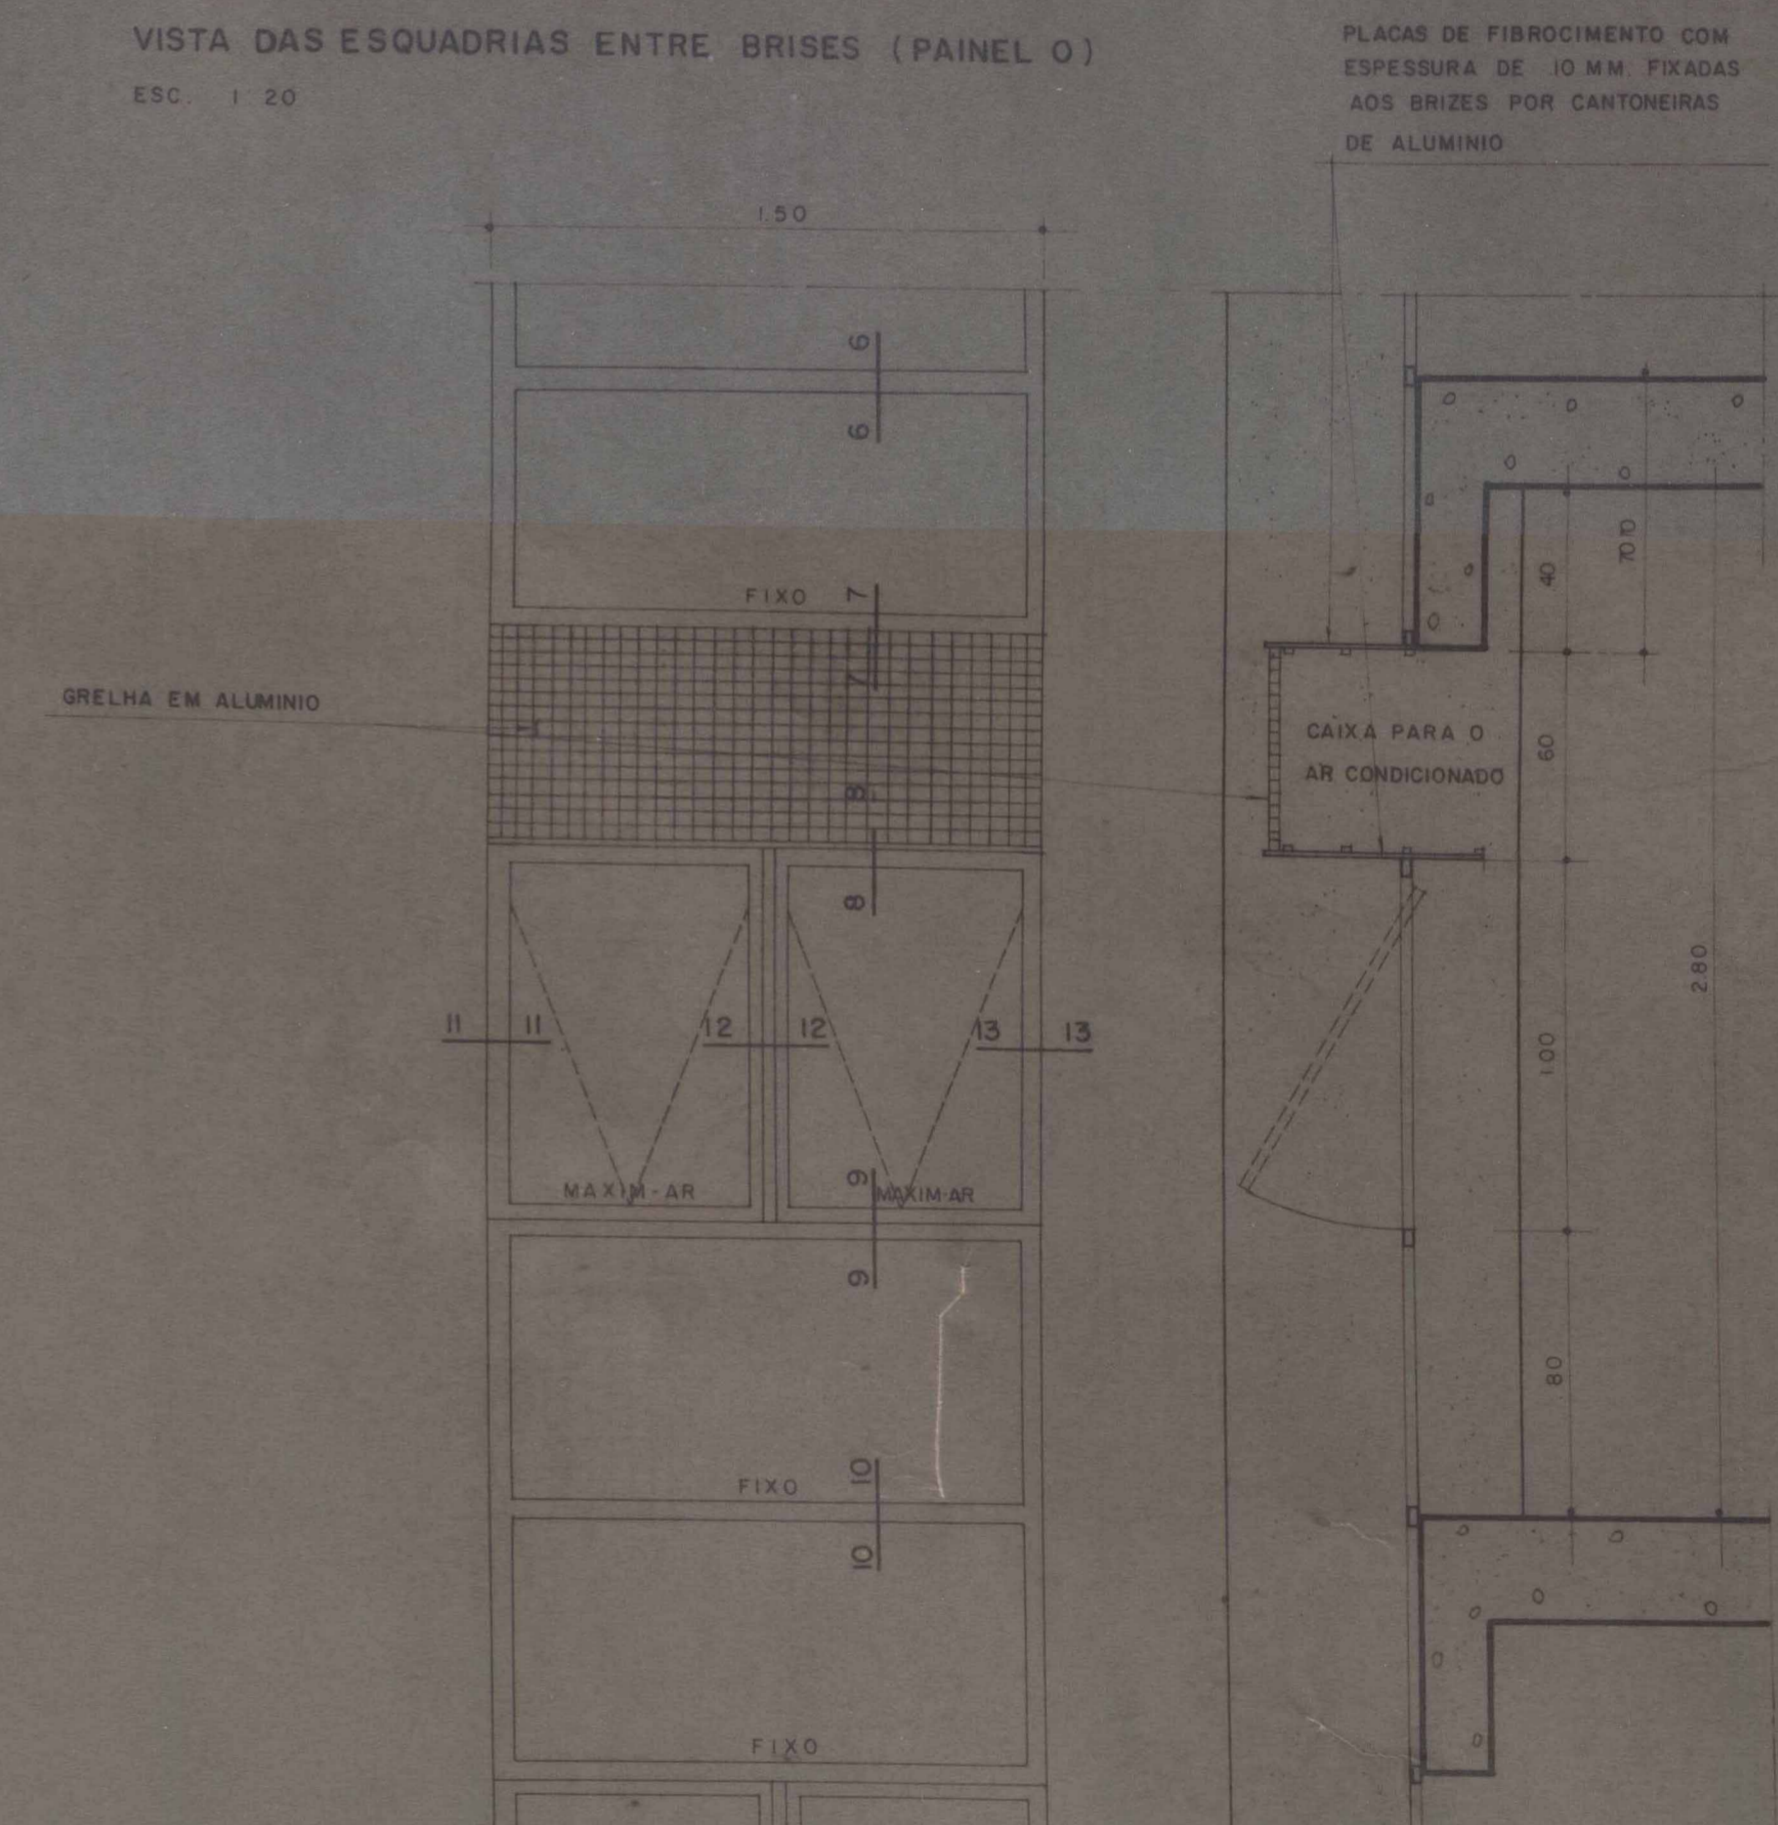 VISTA DAS ESQUADRIAS ENTRE BRISES (PAINEL O)
ESC. 1 20
PLACAS DE FIBROCIMENTO COM
ESPESSURA DE 10 MM. FIXADAS
AOS BRIZES POR CANTONEIRAS
DE ALUMINIO
1.50
6
6
FIXO
7
7
GRELHA EM ALUMINIO
8
8
11
11
12
12
13
13
MAXIM-AR
MAXIM-AR
9
9
FIXO
10
10
FIXO
40
CAIXA PARA O
AR CONDICIONADO
60
2.80
1.00
80